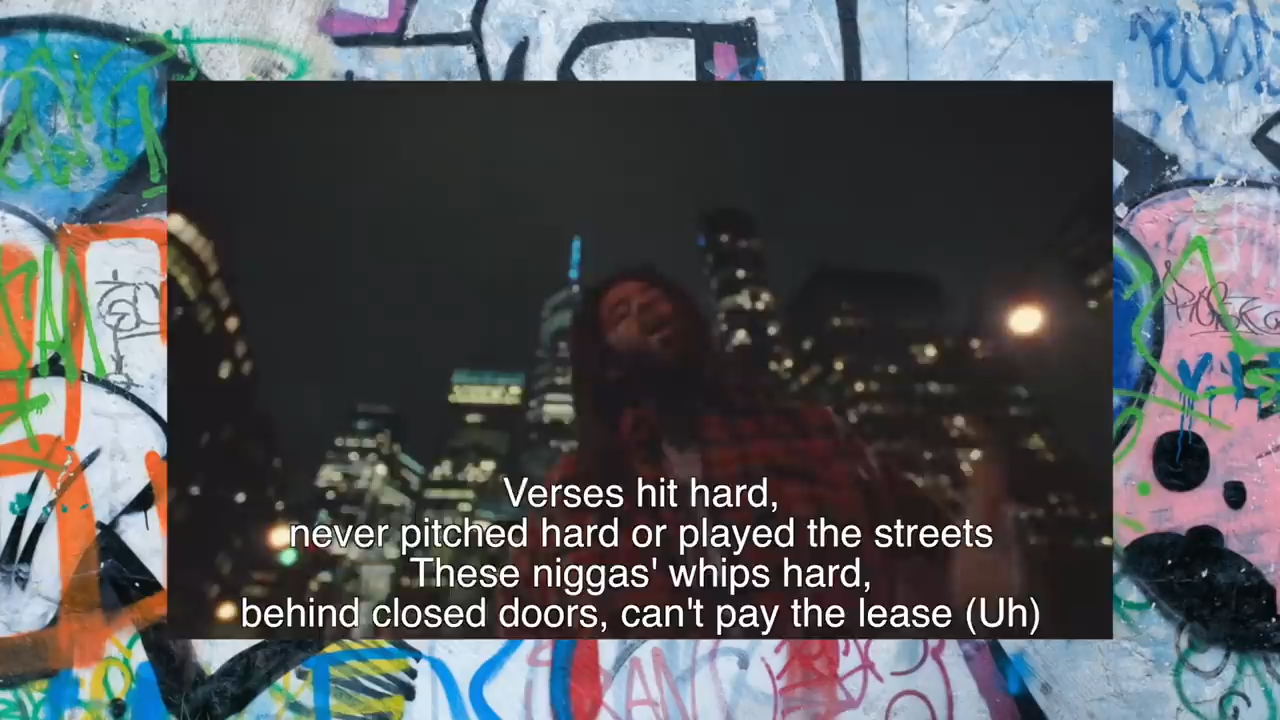 Verses hit hard,
never pitched hard or played the streets
These niggas' whips hard,
behind closed doors, can't pay the lease (Uh)